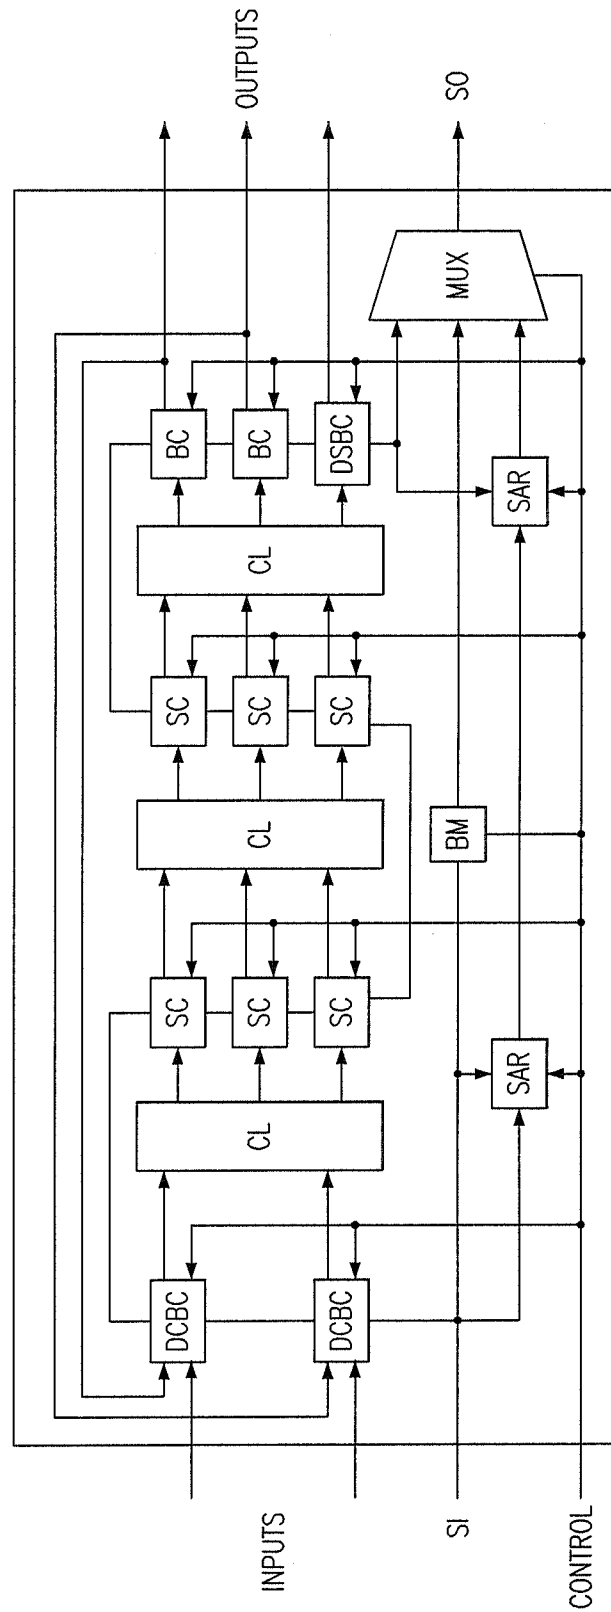 INPUTS
DCBC
DCBC
CL
SC
SC
SC
CL
SC
SC
SC
CL
BC
BC
DSBC
OUTPUTS
SI
SAR
BM
SAR
MUX
SO
CONTROL